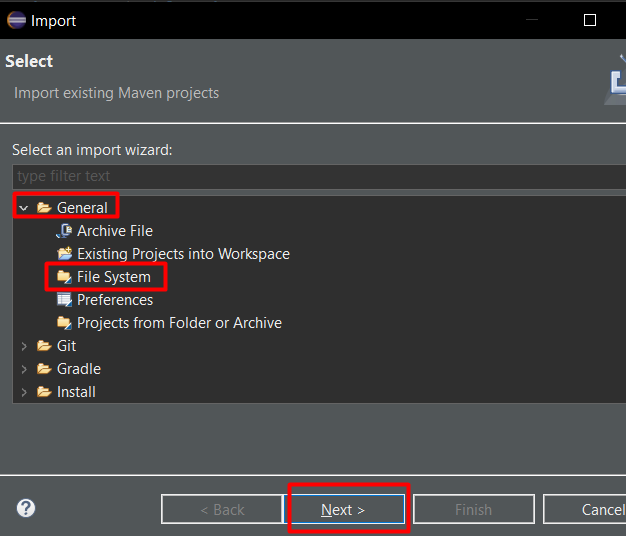 Import
Select
Import existing Maven projects
Select an import wizard:
type filter text
General
Archive File
Existing Projects into Workspace
File System
Preferences
Projects from Folder or Archive
Git
Gradle
Install
? < Back Next > Finish Cancel